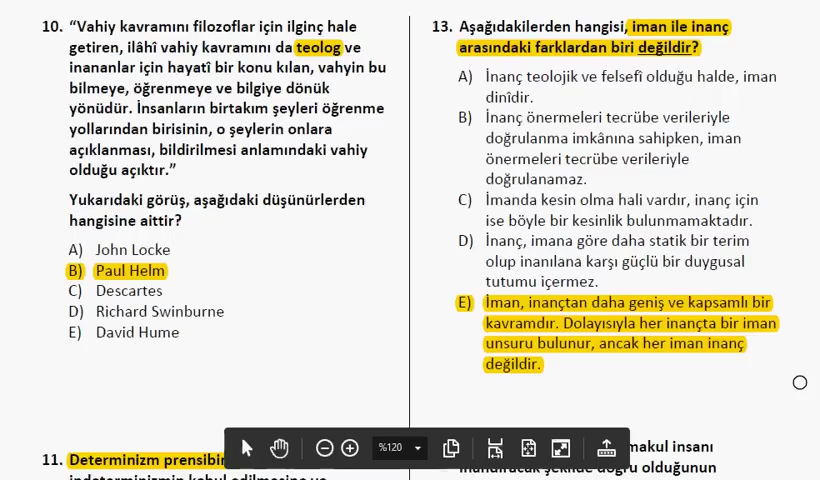 10. “Vahiy kavramını filozoflar için ilginç hale
getiren, ilâhî vahiy kavramını da teolog ve
inananlar için hayatî bir konu kılan, vahyin bu
bilmeye, öğrenmeye ve bilgiye dönük
yönüdür. İnsanların birtakım şeyleri öğrenme
yollarından birisinin, o şeylerin onlara
açıklanması, bildirilmesi anlamındaki vahiy
olduğu açıktır.”
Yukarıdaki görüş, aşağıdaki düşünürlerden
hangisine aittir?
A) John Locke
B) Paul Helm
C) Descartes
D) Richard Swinburne
E) David Hume
11. Determinizm
13. Aşağıdakilerden hangisi, iman ile inanç
arasındaki farklardan biri değildir?
A) İnanç teolojik ve felsefî olduğu halde, iman
dinîdir.
B) İnanç önermeleri tecrübe verileriyle
doğrulanma imkânına sahipken, iman
önermeleri tecrübe verileriyle
doğrulanamaz.
C) İmanda kesin olma hali vardır, inanç için
ise böyle bir kesinlik bulunmamaktadır.
D) İnanç, imana göre daha statik bir terim
olup inanılana karşı güçlü bir duygusal
tutumu içermez.
E) İman, inançtan daha geniş ve kapsamlı bir
kavramdır. Dolayısıyla her inançta bir iman
unsuru bulunur, ancak her iman inanç
değildir.
makul insanı
doğru olduğunun
%120